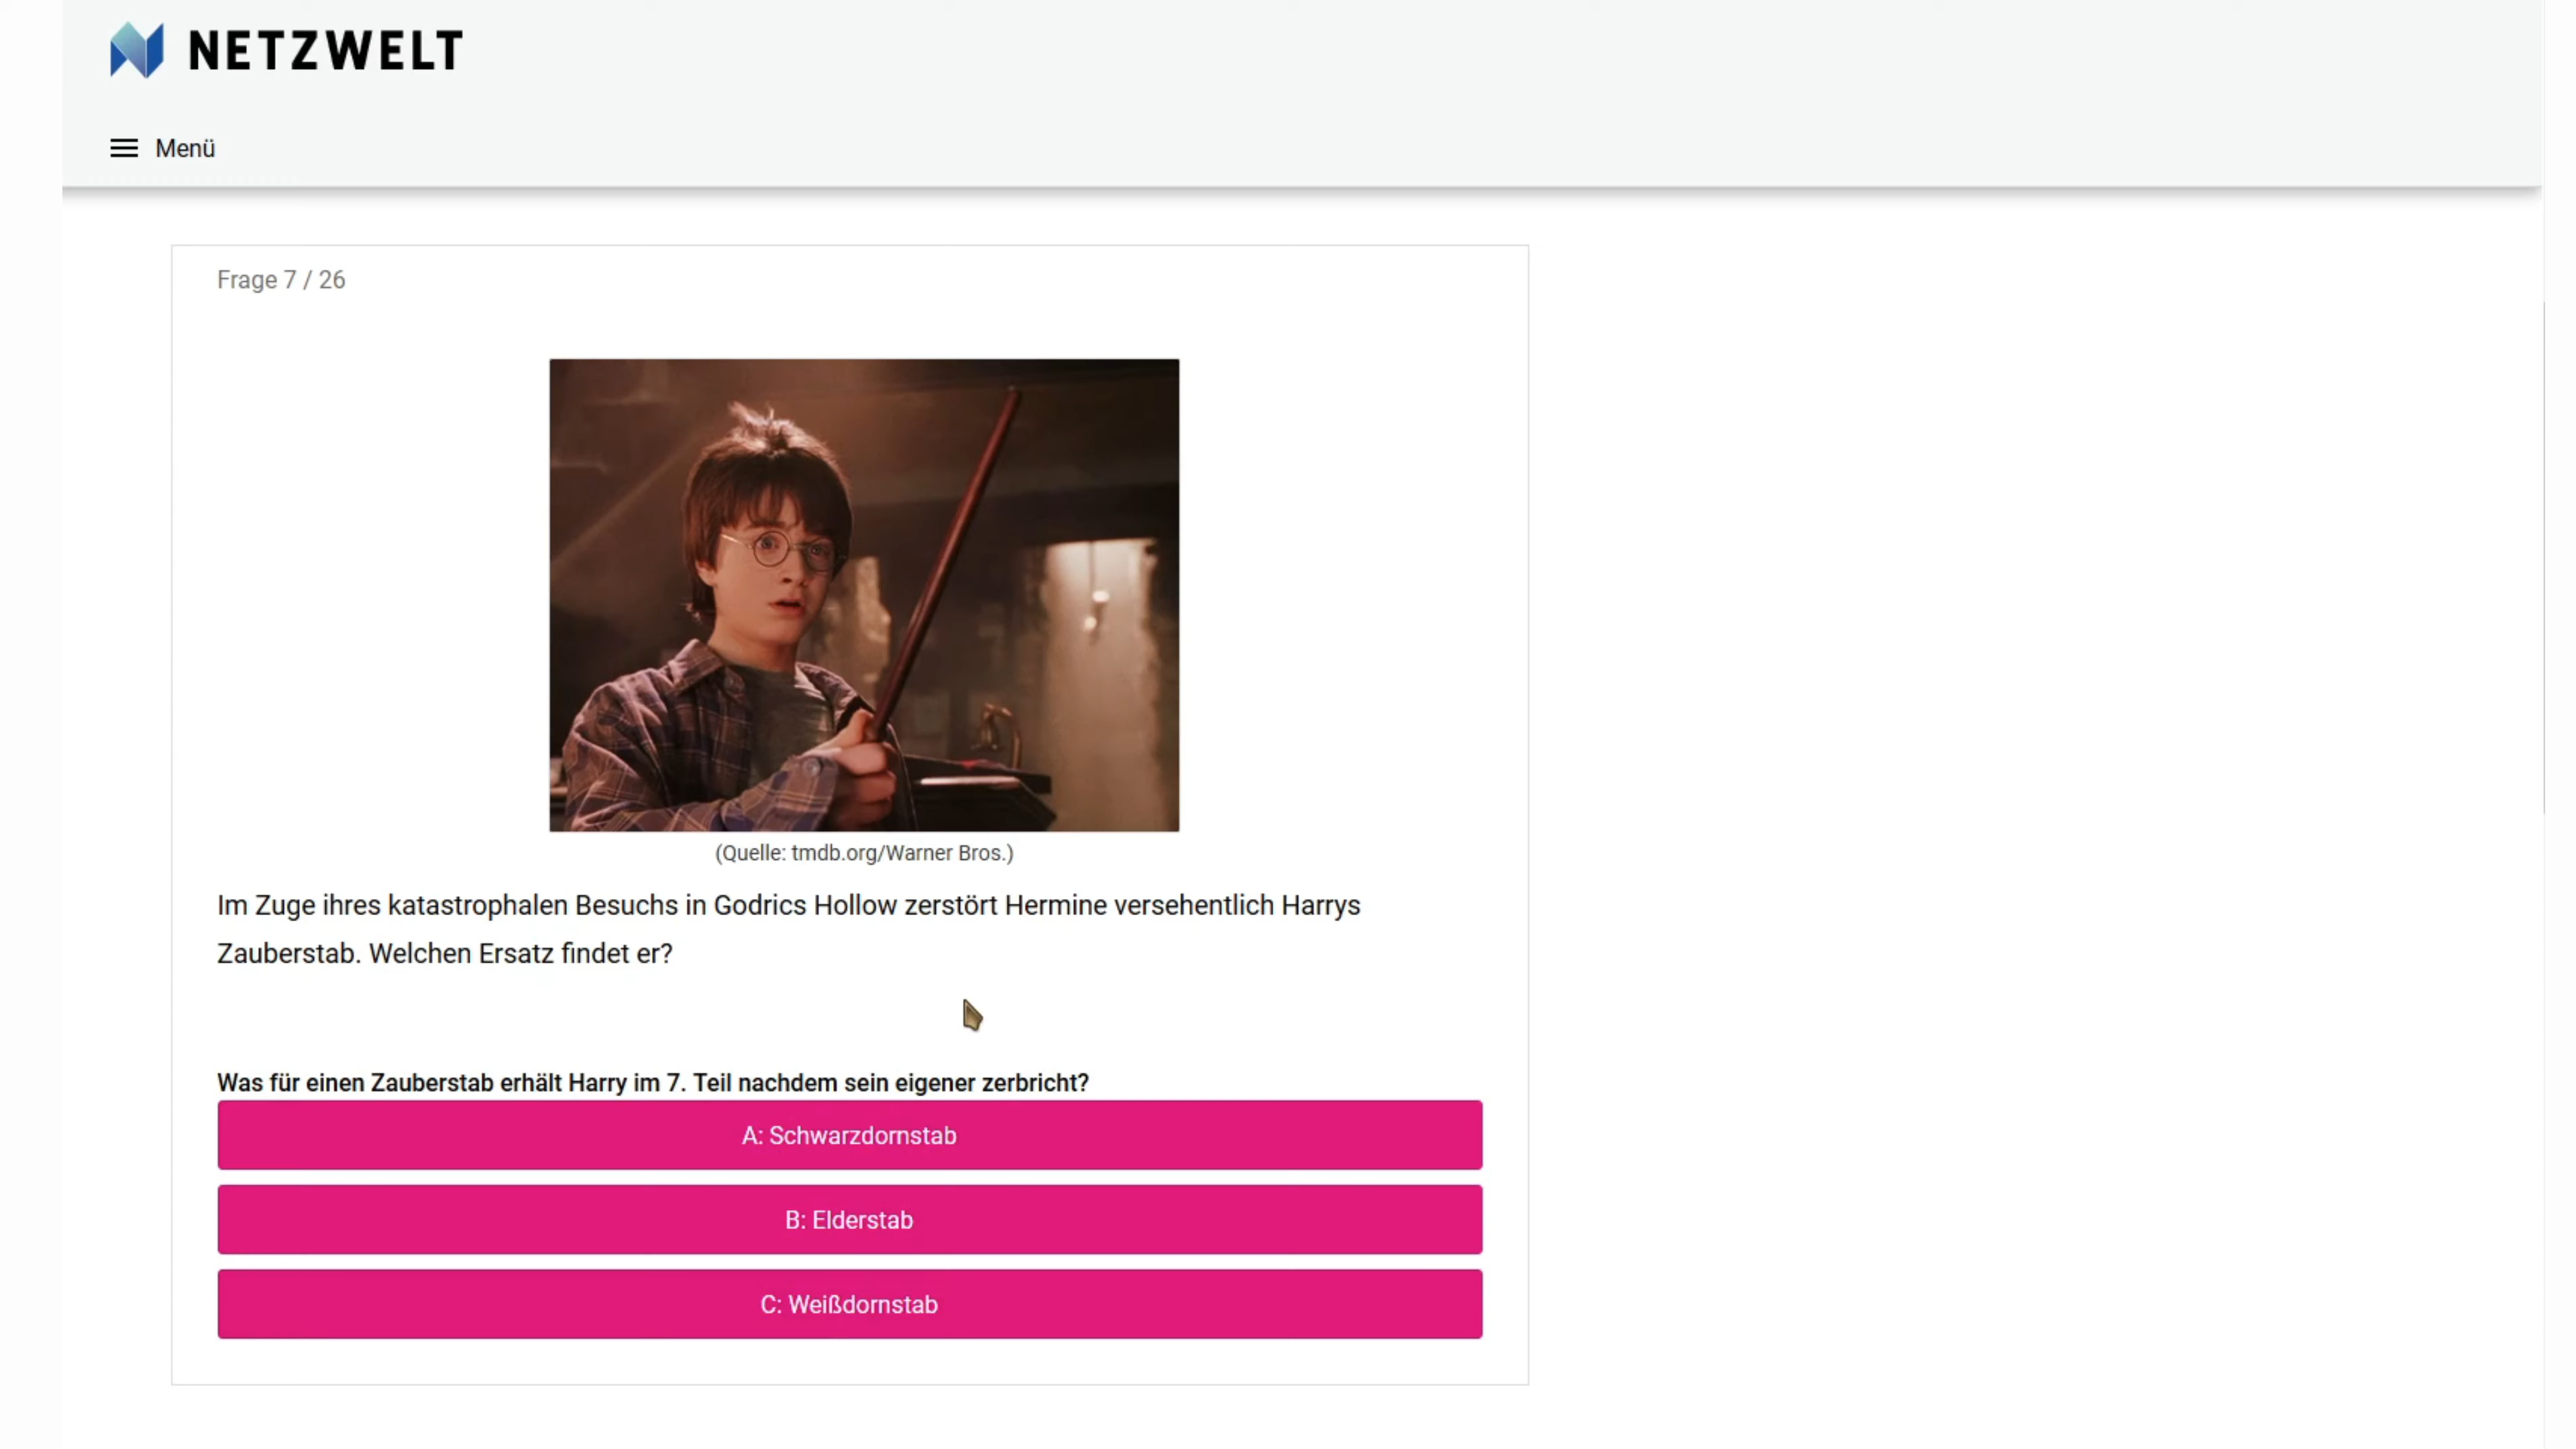 NETZWELT
Menü
Frage 7 / 26
(Quelle: tmdb.org/Warner Bros.)
Im Zuge ihres katastrophalen Besuchs in Godrics Hollow zerstört Hermine versehentlich Harrys
Zauberstab. Welchen Ersatz findet er?
Was für einen Zauberstab erhält Harry im 7. Teil nachdem sein eigener zerbricht?
A: Schwarzdornstab
B: Elderstab
C: Weißdornstab